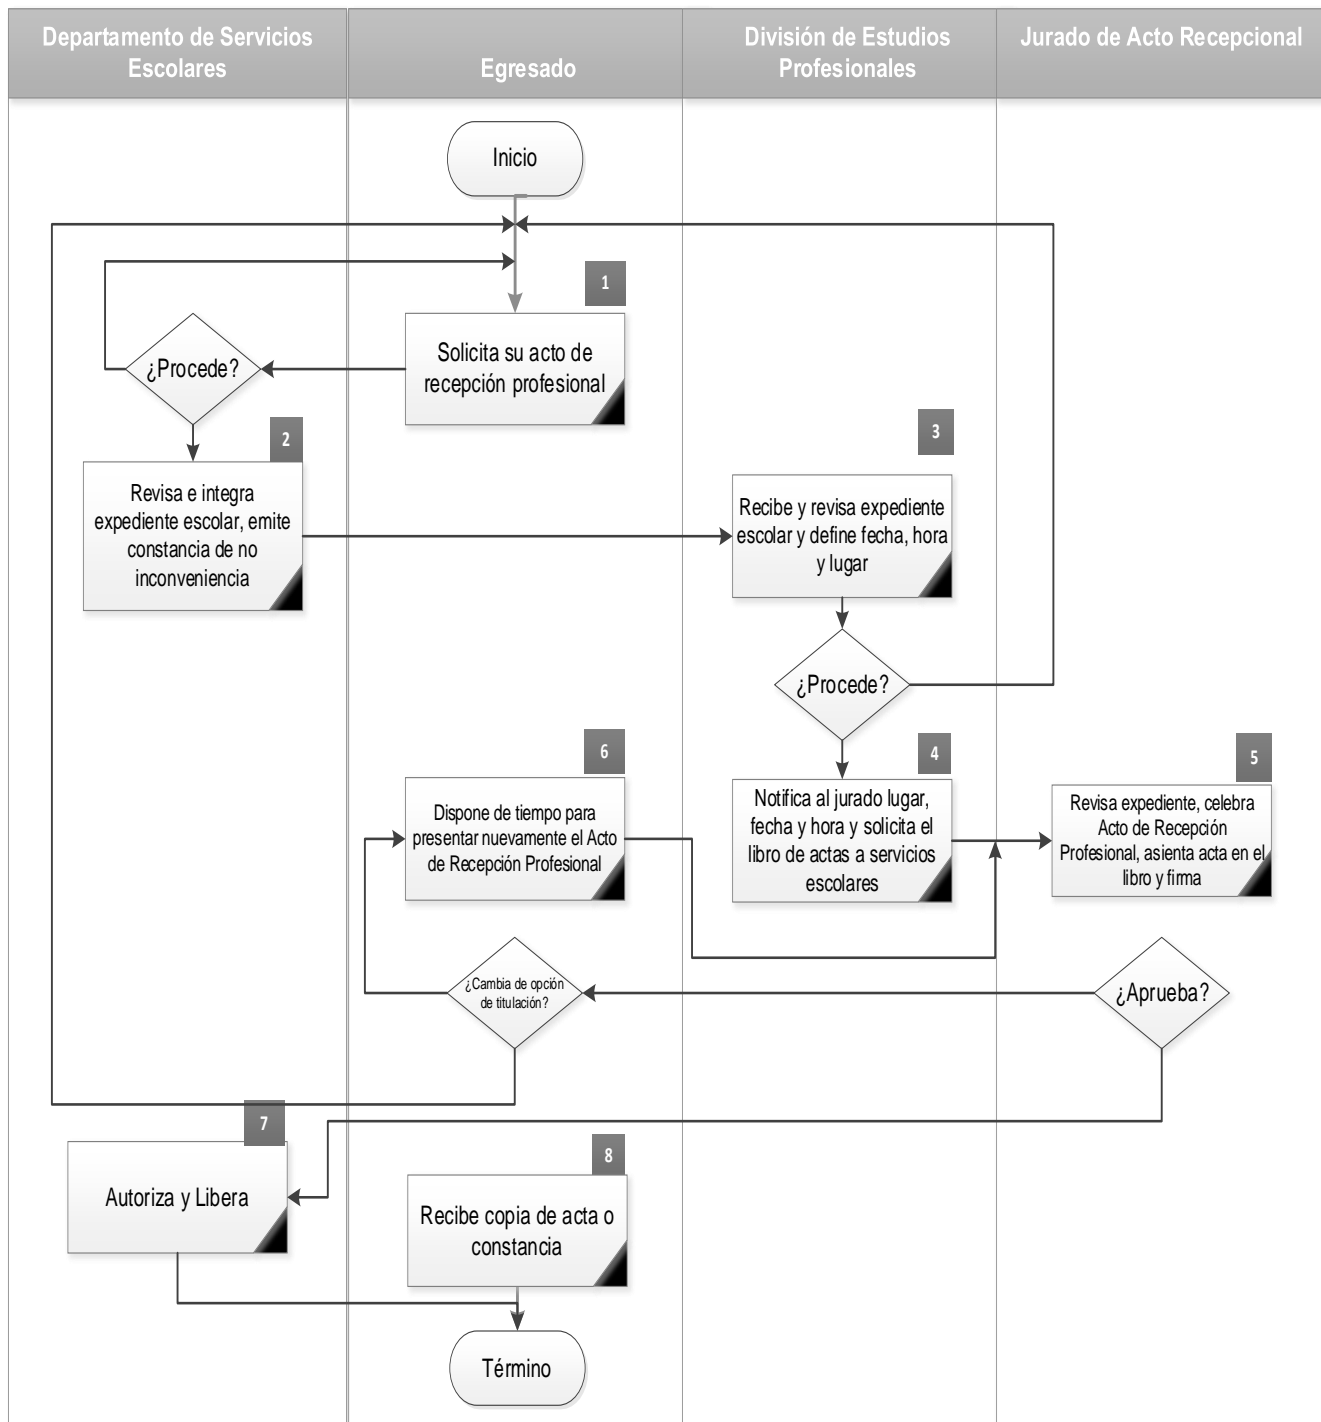 Departamento de Servicios
Escolares
Egresado
División de Estudios
Profesionales
Jurado de Acto Recepcional
Inicio
1
Solicita su acto de
recepción profesional
¿Procede?
2
Revisa e integra
expediente escolar, emite
constancia de no
inconveniencia
3
Recibe y revisa expediente
escolar y define fecha, hora
y lugar
¿Procede?
4
Notifica al jurado lugar,
fecha y hora y solicita el
libro de actas a servicios
escolares
5
Revisa expediente, celebra
Acto de Recepción
Profesional, asienta acta en el
libro y firma
6
Dispone de tiempo para
presentar nuevamente el Acto
de Recepción Profesional
¿Cambia de opción
de titulación?
¿Aprueba?
7
Autoriza y Libera
8
Recibe copia de acta o
constancia
Término